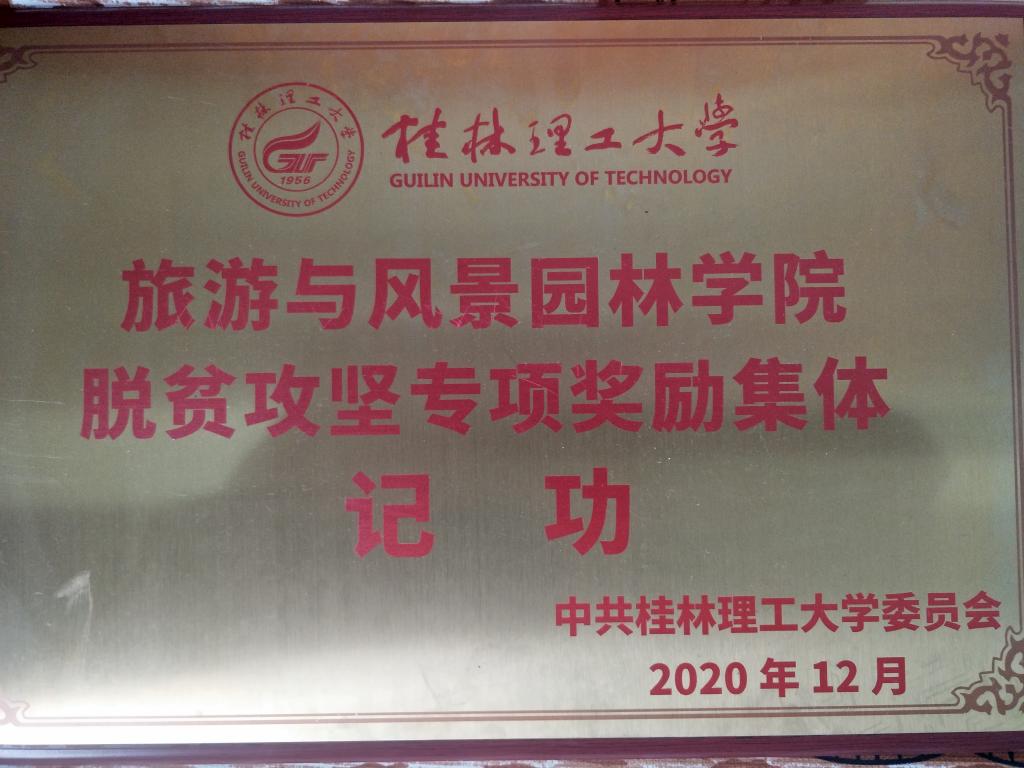 桂林理工大学
GUILIN UNIVERSITY OF TECHNOLOGY
1956
桂林理工大学
GUILIN UNIVERSITY OF TECHNOLOGY
旅游与风景园林学院
脱贫攻坚专项奖励集体
记 功
中共桂林理工大学委员会
2020年12月